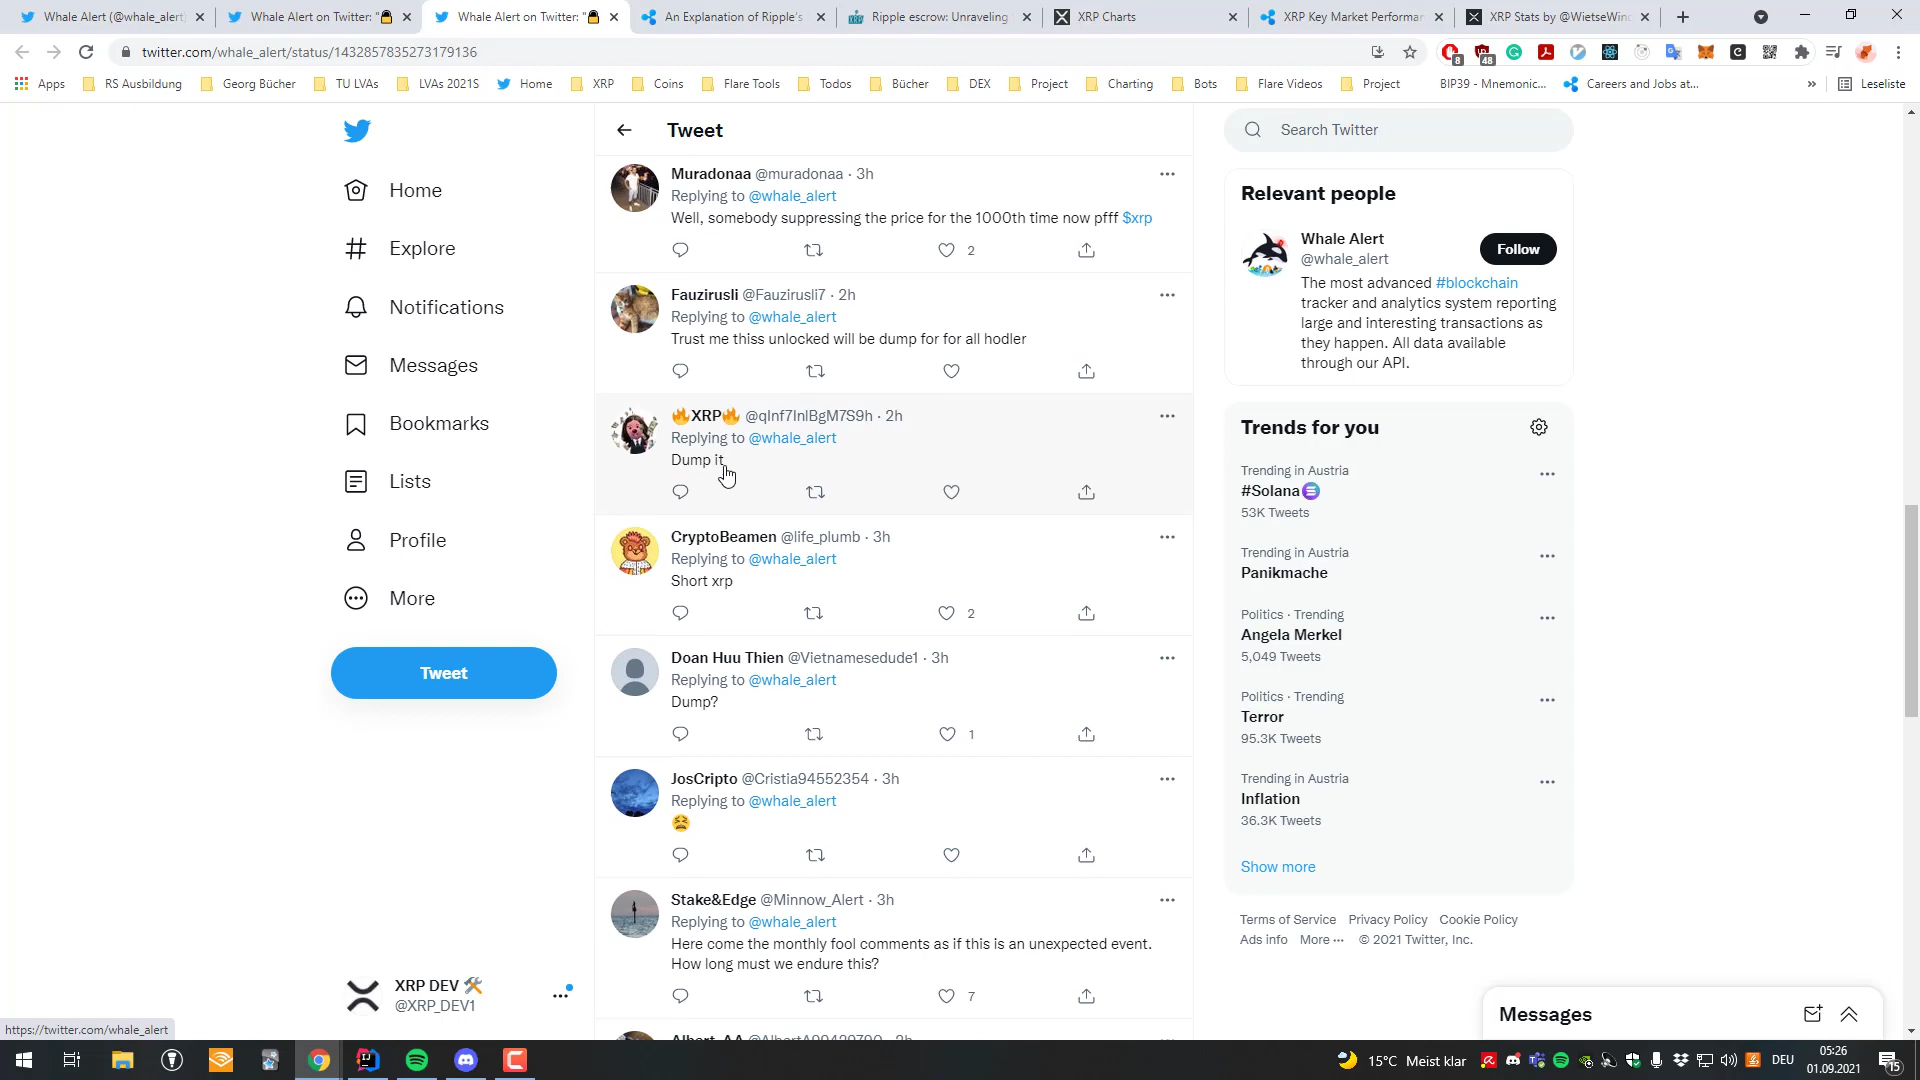 Whale Alert (@whale_alert)
Whale Alert on Twitter: "🔒
Whale Alert on Twitter: "🔒
An Explanation of Ripple's
Ripple escrow: Unraveling
XRP Charts
XRP Key Market Performan
XRP Stats by @WietseWind
twitter.com/whale_alert/status/1432857835273179136
8
48
Apps
RS Ausbildung
Georg Bücher
TU LVAs
LVAs 2021S
Home
XRP
Coins
Flare Tools
Todos
Bücher
DEX
Project
Charting
Bots
Flare Videos
Project
BIP39 - Mnemonic...
Careers and Jobs at...
»
Leseliste
Home
Explore
Notifications
Messages
Bookmarks
Lists
Profile
More
Tweet
XRP DEV 🛠
@XRP_DEV1
https://twitter.com/whale_alert
Tweet
Muradonaa @muradonaa · 3h
Replying to @whale_alert
Well, somebody suppressing the price for the 1000th time now pfff $xrp
2
Fauzirusli @Fauzirusli7 · 2h
Replying to @whale_alert
Trust me thiss unlocked will be dump for for all hodler
🔥XRP🔥 @qInf7InlBgM7S9h · 2h
Replying to @whale_alert
Dump it
CryptoBeamen @life_plumb · 3h
Replying to @whale_alert
Short xrp
2
Doan Huu Thien @Vietnamesedude1 · 3h
Replying to @whale_alert
Dump?
1
JosCripto @Cristia94552354 · 3h
Replying to @whale_alert
😫
Stake&Edge @Minnow_Alert · 3h
Replying to @whale_alert
Here come the monthly fool comments as if this is an unexpected event.
How long must we endure this?
7
Search Twitter
Relevant people
Whale Alert
@whale_alert
Follow
The most advanced #blockchain
tracker and analytics system reporting
large and interesting transactions as
they happen. All data available
through our API.
Trends for you
Trending in Austria
#Solana
53K Tweets
Trending in Austria
Panikmache
Politics · Trending
Angela Merkel
5,049 Tweets
Politics · Trending
Terror
95.3K Tweets
Trending in Austria
Inflation
36.3K Tweets
Show more
Terms of Service Privacy Policy Cookie Policy
Ads info More ··· © 2021 Twitter, Inc.
Messages
15°C Meist klar
DEU
05:26
01.09.2021
15